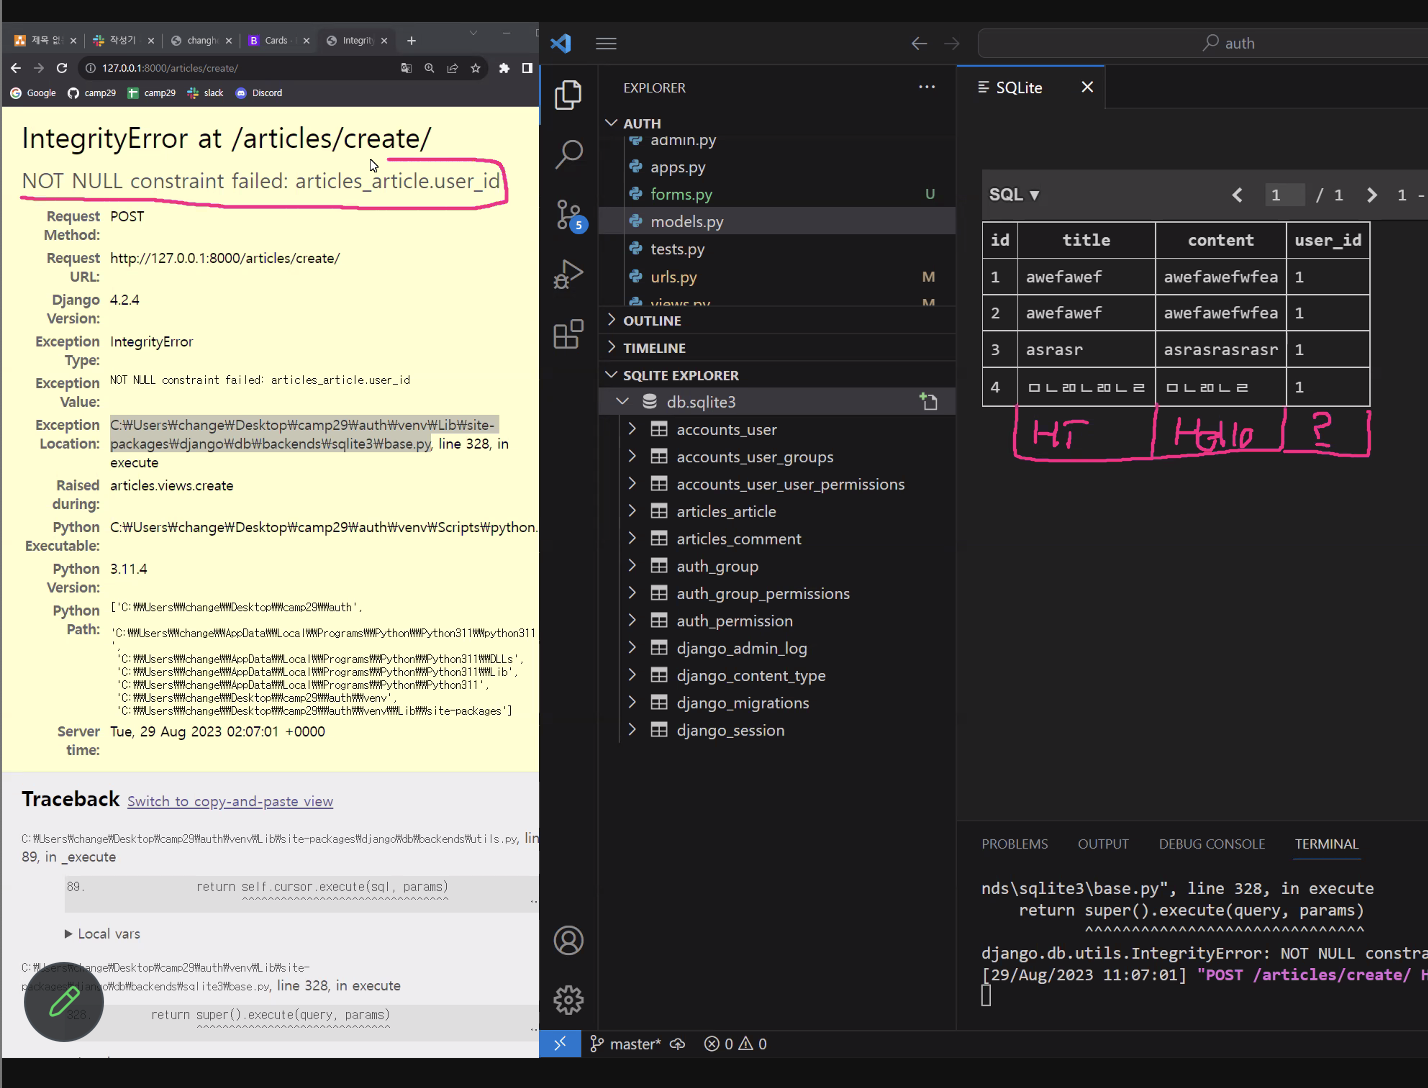 제목 없
작성기
changhe
Cards
Integrity
127.0.0.1:8000/articles/create/
Google
camp29
camp29
slack
Discord
IntegrityError at /articles/create/
NOT NULL constraint failed: articles_article.user_id
Request Method: POST
Request URL: http://127.0.0.1:8000/articles/create/
Django Version: 4.2.4
Exception Type: IntegrityError
Exception Value: NOT NULL constraint failed: articles_article.user_id
Exception Location: C:₩Users₩change₩Desktop₩camp29₩auth₩venv₩Lib₩site-
packages₩django₩db₩backends₩sqlite3₩base.py, line 328, in
execute
Raised during: articles.views.create
Python Executable: C:₩Users₩change₩Desktop₩camp29₩auth₩venv₩Scripts₩python.
Python Version: 3.11.4
Python Path: ['C:₩₩Users₩₩change₩₩Desktop₩₩camp29₩₩auth',
'C:₩₩Users₩₩change₩₩AppData₩₩Local₩₩Programs₩₩Python₩₩Python311₩₩python311
',
'C:₩₩Users₩₩change₩₩AppData₩₩Local₩₩Programs₩₩Python₩₩Python311₩₩DLLs',
'C:₩₩Users₩₩change₩₩AppData₩₩Local₩₩Programs₩₩Python₩₩Python311₩₩Lib',
'C:₩₩Users₩₩change₩₩AppData₩₩Local₩₩Programs₩₩Python₩₩Python311',
'C:₩₩Users₩₩change₩₩Desktop₩₩camp29₩₩auth₩₩venv',
'C:₩₩Users₩₩change₩₩Desktop₩₩camp29₩₩auth₩₩venv₩₩Lib₩₩site-packages']
Server time: Tue, 29 Aug 2023 02:07:01 +0000
Traceback Switch to copy-and-paste view
C:₩Users₩change₩Desktop₩camp29₩auth₩venv₩Lib₩site-packages₩django₩db₩backends₩utils.py, lin
89, in _execute
89. return self.cursor.execute(sql, params)
^^^^^^^^^^^^^^^^^^^^^^^^^^^^^^^^
Local vars
C:₩Users₩change₩Desktop₩camp29₩auth₩venv₩Lib₩site-
packages₩django₩db₩backends₩sqlite3₩base.py, line 328, in execute
328. return super().execute(query, params)
^^^^^^^^^^^^^^^^^^^^^^^^^^^^^^
auth
EXPLORER
AUTH
admin.py
apps.py
forms.py U
models.py
tests.py
urls.py M
views.py M
OUTLINE
TIMELINE
SQLITE EXPLORER
db.sqlite3
accounts_user
accounts_user_groups
accounts_user_user_permissions
articles_article
articles_comment
auth_group
auth_group_permissions
auth_permission
django_admin_log
django_content_type
django_migrations
django_session
5
master* 0 0
SQLite
SQL ▼ 1 / 1 1 -
id title content user_id
1 awefawef awefawefwfea 1
2 awefawef awefawefwfea 1
3 asrasr asrasrasrasr 1
4 ㅁㄴㄻㄴㄻㄴㄹ ㅁㄴㄻㄴㄹ 1
HI Hello ?
PROBLEMS OUTPUT DEBUG CONSOLE TERMINAL
nds\sqlite3\base.py", line 328, in execute
return super().execute(query, params)
^^^^^^^^^^^^^^^^^^^^^^^^^^^^^^
django.db.utils.IntegrityError: NOT NULL constra
[29/Aug/2023 11:07:01] "POST /articles/create/ H